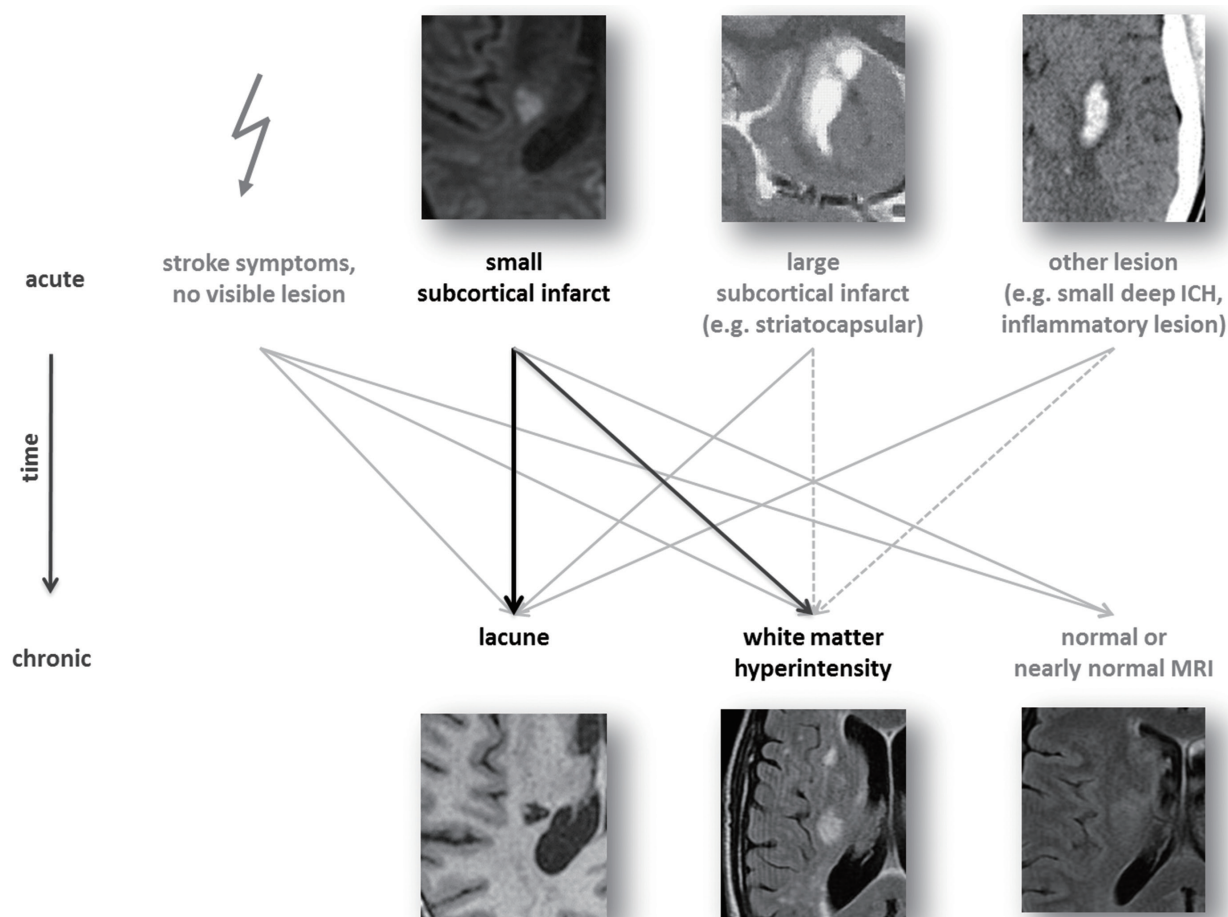 acute
stroke symptoms,
no visible lesion
small
subcortical infarct
large
subcortical infarct
(e.g. striatocapsular)
other lesion
(e.g. small deep ICH,
inflammatory lesion)
time
chronic
lacune
white matter
hyperintensity
normal or
nearly normal MRI